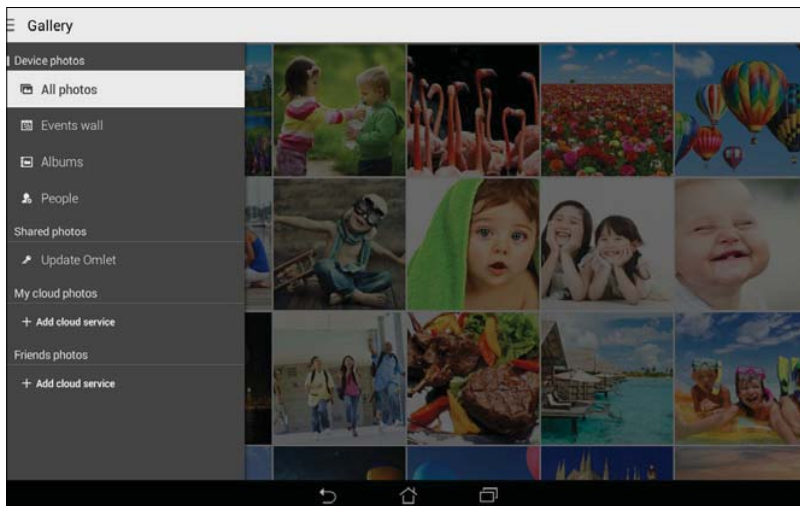 Gallery
Device photos
All photos
Events wall
Albums
People
Shared photos
Update Omlet
My cloud photos
+ Add cloud service
Friends photos
+ Add cloud service